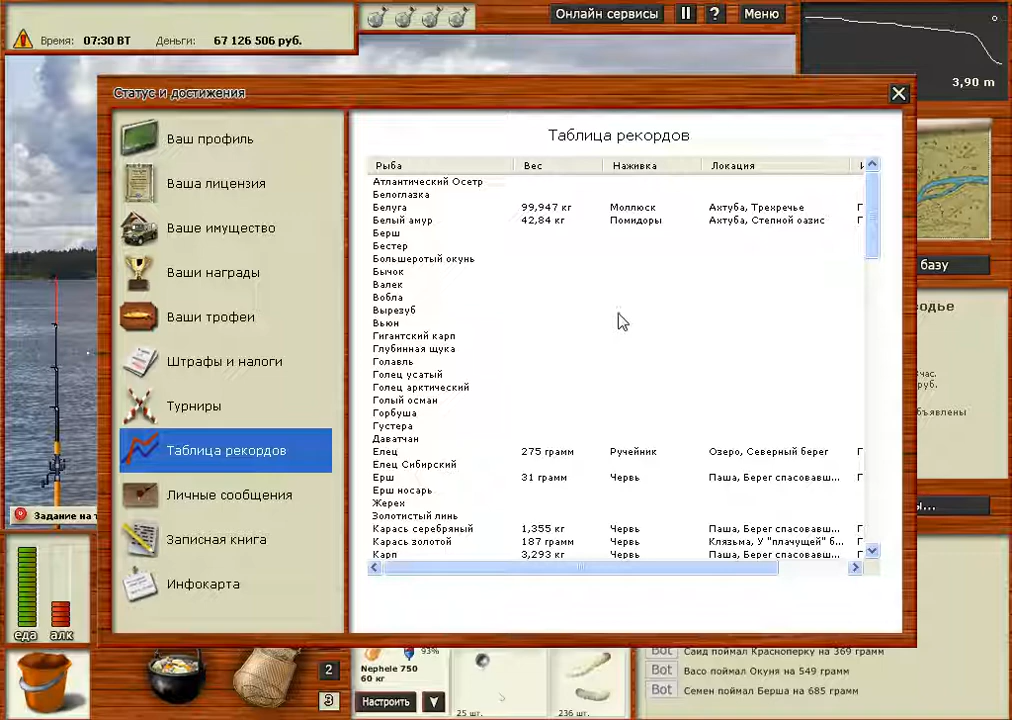 Время: 07:30 ВТ Деньги: 67 126 506 руб.
Онлайн сервисы ? Меню
3,90 m
Статус и достижения
Ваш профиль
Ваша лицензия
Ваше имущество
Ваши награды
Ваши трофеи
Штрафы и налоги
Турниры
Таблица рекордов
Личные сообщения
Записная книга
Инфокарта
Таблица рекордов
Рыба Вес Наживка Локация
Атлантический Осетр
Белоглазка
Белуга 99,947 кг Моллюск Ахтуба, Трехречье Г
Белый амур 42,84 кг Помидоры Ахтуба, Степной оазис Г
Берш
Бестер
Большеротый окунь
Бычок
Валек
Вобла
Вырезуб
Вьюн
Гигантский карп
Глубинная щука
Голавль
Голец усатый
Голец арктический
Голый осман
Горбуша
Густера
Даватчан
Елец 275 грамм Ручейник Озеро, Северный берег Г
Елец Сибирский
Ерш 31 грамм Червь Паша, Берег спасовавш... Г
Ерш носарь
Жерех
Золотистый линь
Карась серебряный 1,355 кг Червь Паша, Берег спасовавш... Г
Карась золотой 187 грамм Червь Клязьма, У "плачущей" б... Г
Карп 3,293 кг Червь Паша, Берег спасовавш... Г
базу
водье
час.
руб.
объявлены
ы...
Задание на т
еда алк
2
3
93%
Nephele 750
60 кг
Настроить
25 шт.
236 шт.
Bot Саид поймал Красноперку на 369 грамм
Bot Васо поймал Окуня на 549 грамм
Bot Семен поймал Берша на 685 грамм